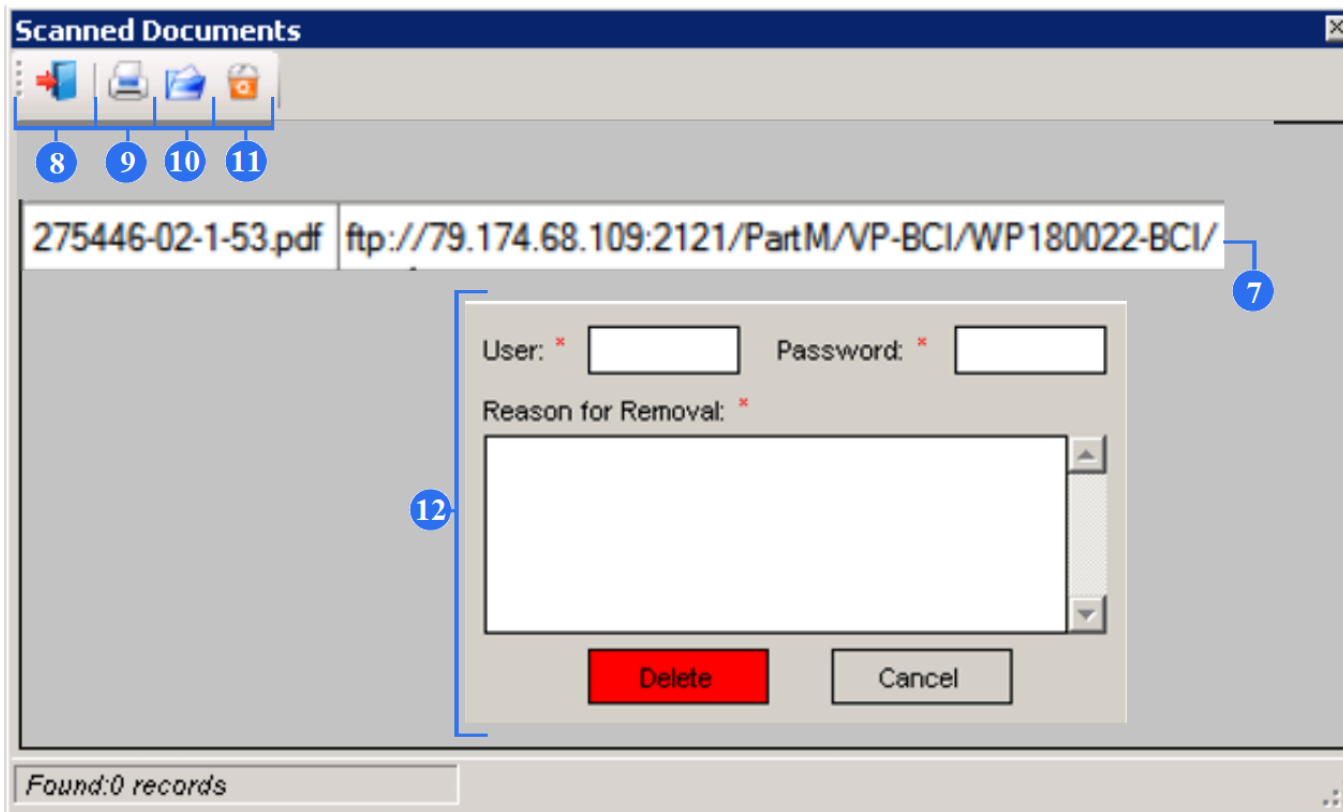 Scanned Documents
8 9 10 11
275446-02-1-53.pdf ftp://79.174.68.109:2121/PartM/VP-BCI/WP180022-BCI/
7
User: * Password: *
Reason for Removal: *
12
Delete Cancel
Found:0 records